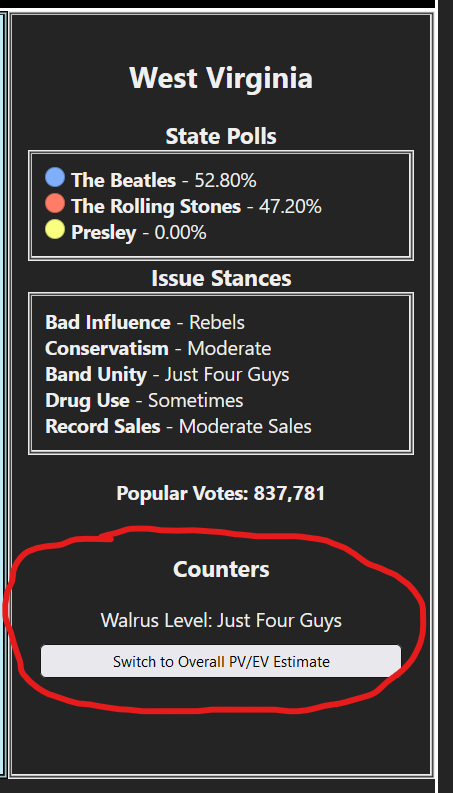 West Virginia
State Polls
The Beatles - 52.80%
The Rolling Stones - 47.20%
Presley - 0.00%
Issue Stances
Bad Influence - Rebels
Conservatism - Moderate
Band Unity - Just Four Guys
Drug Use - Sometimes
Record Sales - Moderate Sales
Popular Votes: 837,781
Counters
Walrus Level: Just Four Guys
Switch to Overall PV/EV Estimate